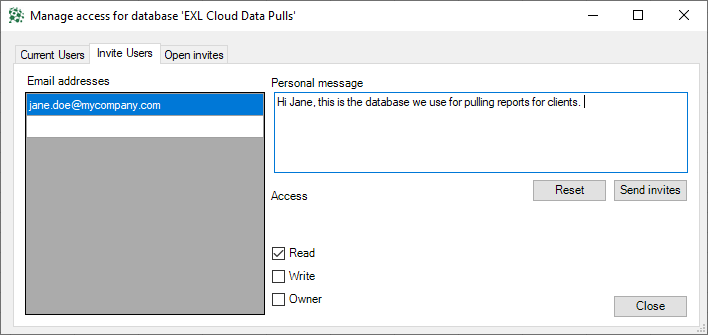 Manage access for database 'EXL Cloud Data Pulls'
Current Users
Invite Users
Open invites
Email addresses
jane.doe@mycompany.com
Personal message
Hi Jane, this is the database we use for pulling reports for clients.
Reset
Send invites
Access
Read
Write
Owner
Close